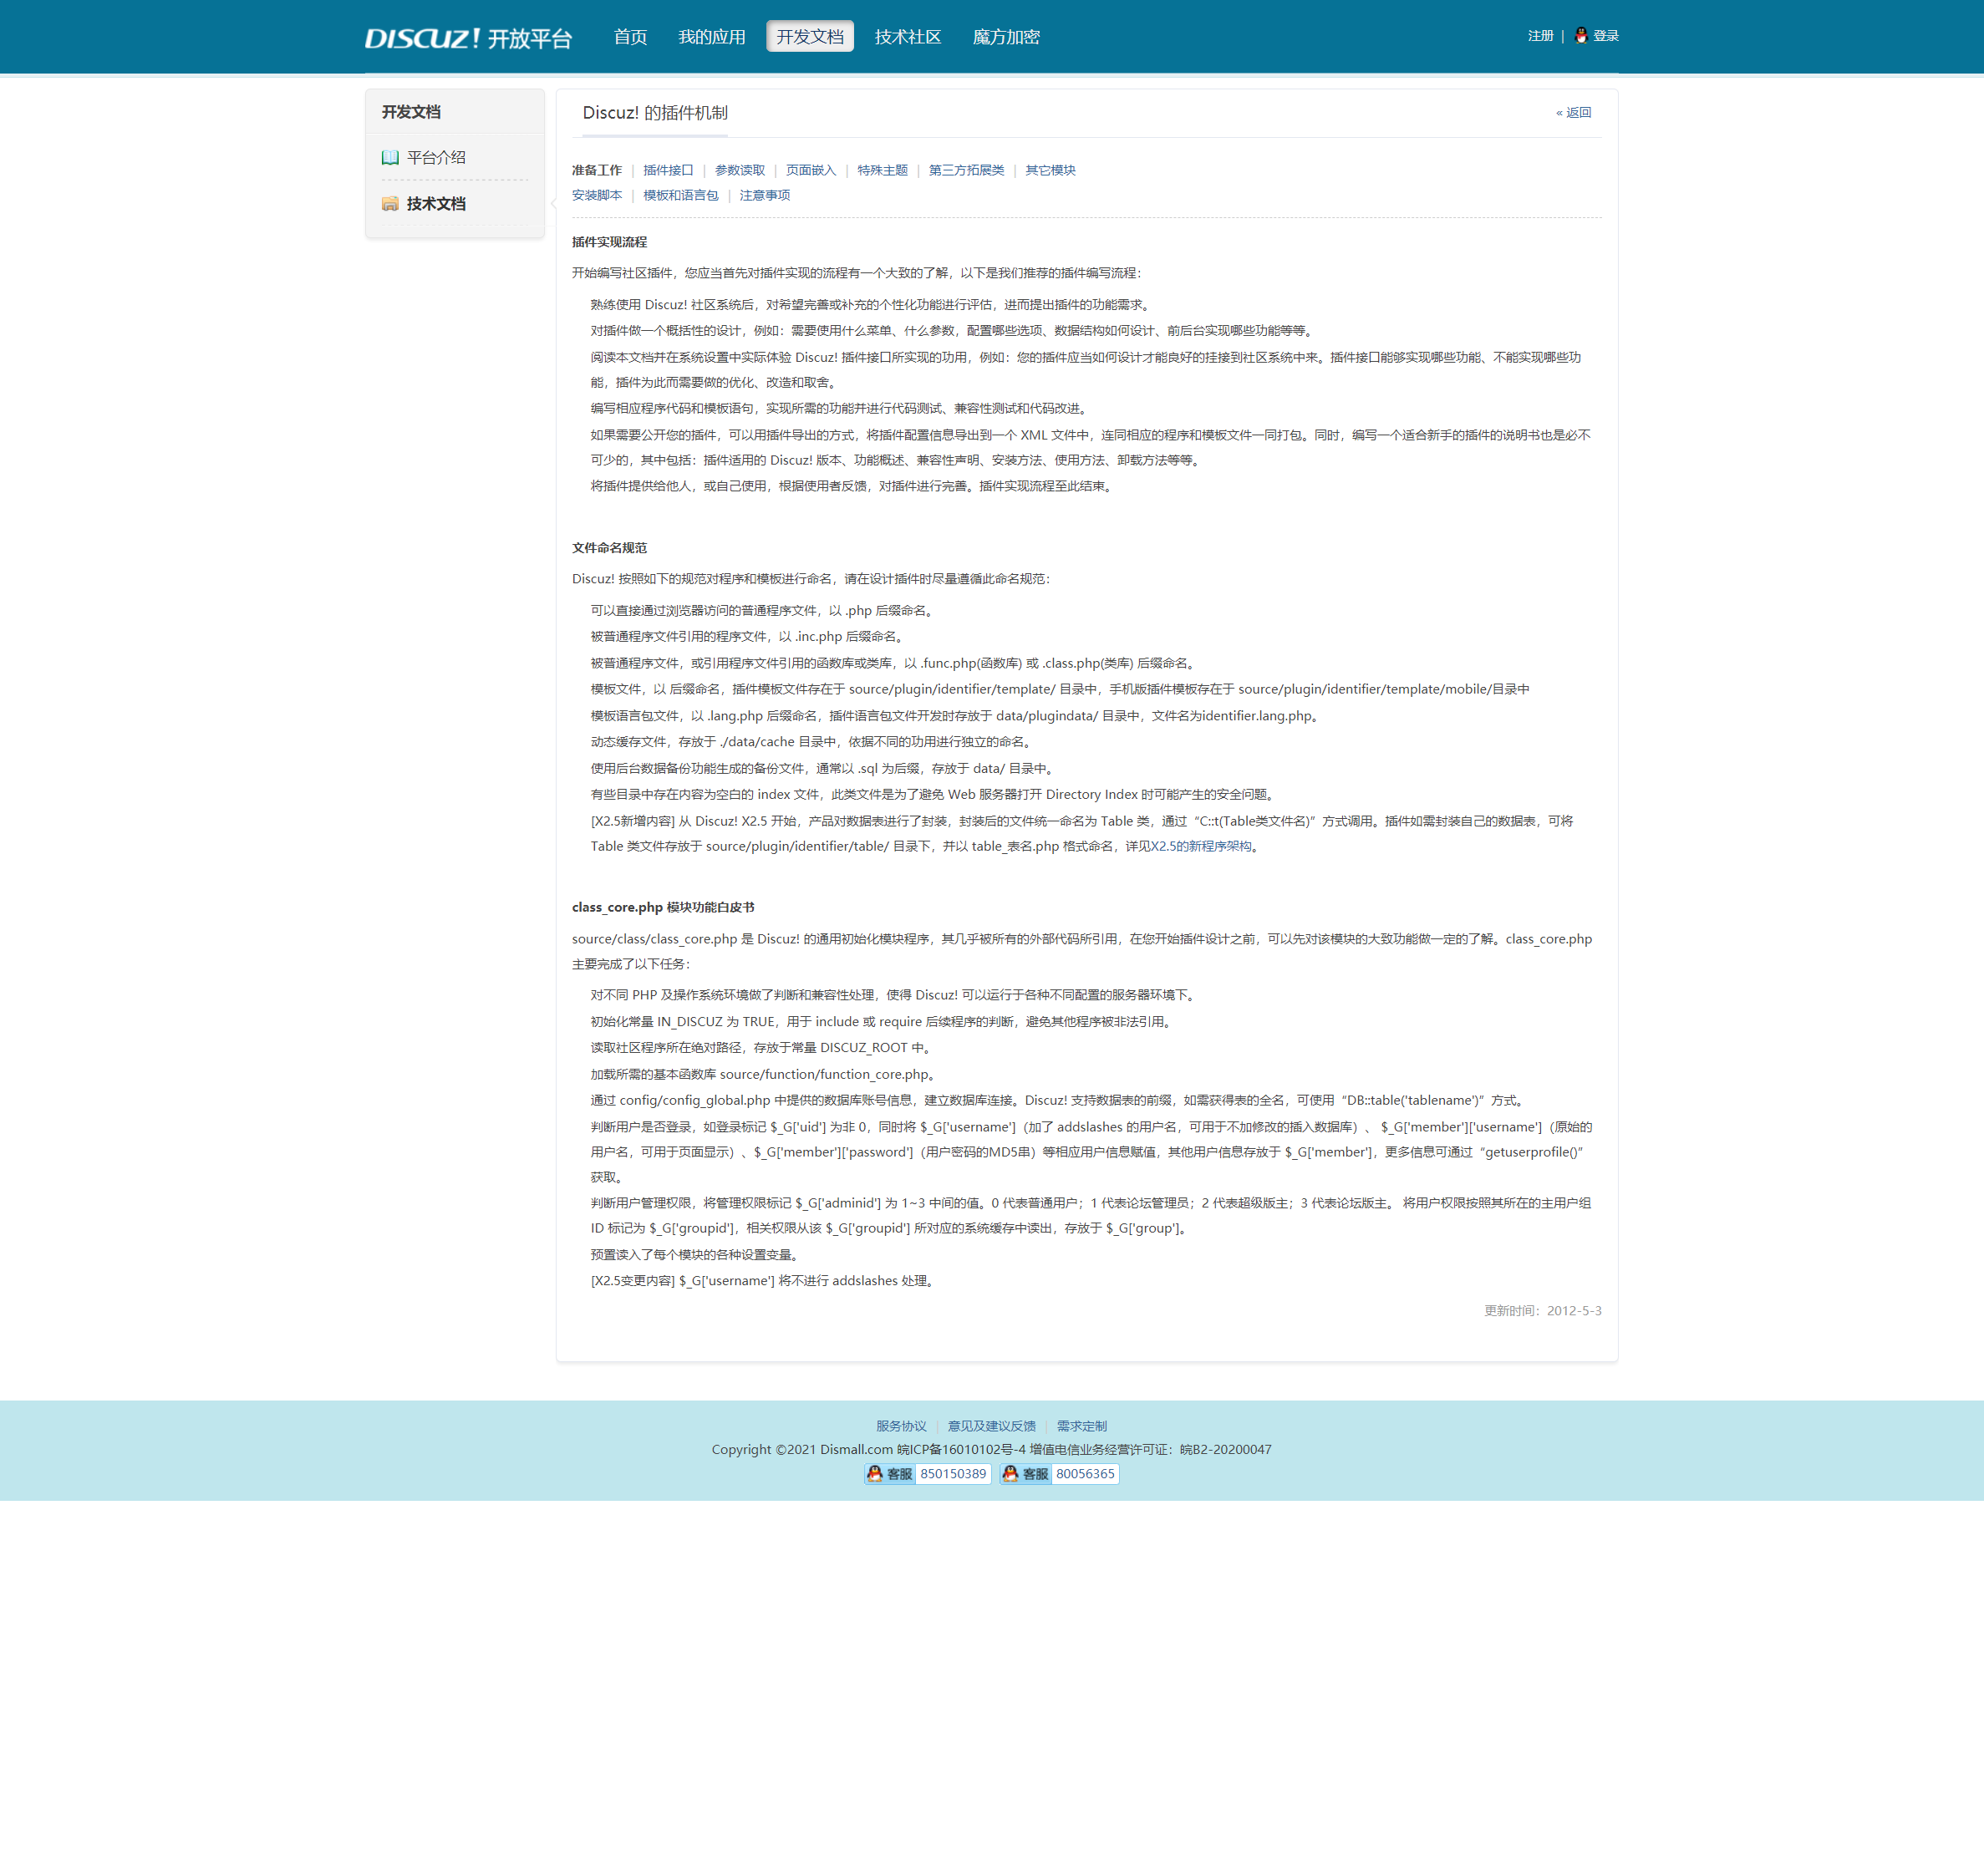 DISCUZ! 开放平台
首页 我的应用 开发文档 技术社区 魔方加密
注册 | 登录
开发文档
平台介绍
技术文档
Discuz! 的插件机制
« 返回
准备工作 | 插件接口 | 参数读取 | 页面嵌入 | 特殊主题 | 第三方拓展类 | 其它模块
安装脚本 | 模板和语言包 | 注意事项
插件实现流程
开始编写社区插件，您应当首先对插件实现的流程有一个大致的了解，以下是我们推荐的插件编写流程：
熟练使用 Discuz! 社区系统后，对希望完善或补充的个性化功能进行评估，进而提出插件的功能需求。
对插件做一个概括性的设计，例如：需要使用什么菜单、什么参数，配置哪些选项、数据结构如何设计、前后台实现哪些功能等等。
阅读本文档并在系统设置中实际体验 Discuz! 插件接口所实现的功用，例如：您的插件应当如何设计才能良好的挂接到社区系统中来。插件接口能够实现哪些功能、不能实现哪些功
能，插件为此而需要做的优化、改造和取舍。
编写相应程序代码和模板语句，实现所需的功能并进行代码测试、兼容性测试和代码改进。
如果需要公开您的插件，可以用插件导出的方式，将插件配置信息导出到一个 XML 文件中，连同相应的程序和模板文件一同打包。同时，编写一个适合新手的插件的说明书也是必不
可少的，其中包括：插件适用的 Discuz! 版本、功能概述、兼容性声明、安装方法、使用方法、卸载方法等等。
将插件提供给他人，或自己使用，根据使用者反馈，对插件进行完善。插件实现流程至此结束。
文件命名规范
Discuz! 按照如下的规范对程序和模板进行命名，请在设计插件时尽量遵循此命名规范：
可以直接通过浏览器访问的普通程序文件，以 .php 后缀命名。
被普通程序文件引用的程序文件，以 .inc.php 后缀命名。
被普通程序文件，或引用程序文件引用的函数库或类库，以 .func.php(函数库) 或 .class.php(类库) 后缀命名。
模板文件，以 后缀命名，插件模板文件存在于 source/plugin/identifier/template/ 目录中，手机版插件模板存在于 source/plugin/identifier/template/mobile/目录中
模板语言包文件，以 .lang.php 后缀命名，插件语言包文件开发时存放于 data/plugindata/ 目录中，文件名为identifier.lang.php。
动态缓存文件，存放于 ./data/cache 目录中，依据不同的功用进行独立的命名。
使用后台数据备份功能生成的备份文件，通常以 .sql 为后缀，存放于 data/ 目录中。
有些目录中存在内容为空白的 index 文件，此类文件是为了避免 Web 服务器打开 Directory Index 时可能产生的安全问题。
[X2.5新增内容] 从 Discuz! X2.5 开始，产品对数据表进行了封装，封装后的文件统一命名为 Table 类，通过“C::t(Table类文件名)”方式调用。插件如需封装自己的数据表，可将
Table 类文件存放于 source/plugin/identifier/table/ 目录下，并以 table_表名.php 格式命名，详见X2.5的新程序架构。
class_core.php 模块功能白皮书
source/class/class_core.php 是 Discuz! 的通用初始化模块程序，其几乎被所有的外部代码所引用，在您开始插件设计之前，可以先对该模块的大致功能做一定的了解。class_core.php
主要完成了以下任务：
对不同 PHP 及操作系统环境做了判断和兼容性处理，使得 Discuz! 可以运行于各种不同配置的服务器环境下。
初始化常量 IN_DISCUZ 为 TRUE，用于 include 或 require 后续程序的判断，避免其他程序被非法引用。
读取社区程序所在绝对路径，存放于常量 DISCUZ_ROOT 中。
加载所需的基本函数库 source/function/function_core.php。
通过 config/config_global.php 中提供的数据库账号信息，建立数据库连接。Discuz! 支持数据表的前缀，如需获得表的全名，可使用“DB::table('tablename')”方式。
判断用户是否登录，如登录标记 $_G['uid'] 为非 0，同时将 $_G['username']（加了 addslashes 的用户名，可用于不加修改的插入数据库）、 $_G['member']['username']（原始的
用户名，可用于页面显示）、$_G['member']['password']（用户密码的MD5串）等相应用户信息赋值，其他用户信息存放于 $_G['member']，更多信息可通过“getuserprofile()”
获取。
判断用户管理权限，将管理权限标记 $_G['adminid'] 为 1~3 中间的值。0 代表普通用户；1 代表论坛管理员；2 代表超级版主；3 代表论坛版主。 将用户权限按照其所在的主用户组
ID 标记为 $_G['groupid']，相关权限从该 $_G['groupid'] 所对应的系统缓存中读出，存放于 $_G['group']。
预置读入了每个模块的各种设置变量。
[X2.5变更内容] $_G['username'] 将不进行 addslashes 处理。
更新时间：2012-5-3
服务协议 | 意见及建议反馈 | 需求定制
Copyright ©2021 Dismall.com 皖ICP备16010102号-4 增值电信业务经营许可证：皖B2-20200047
客服 850150389 客服 80056365